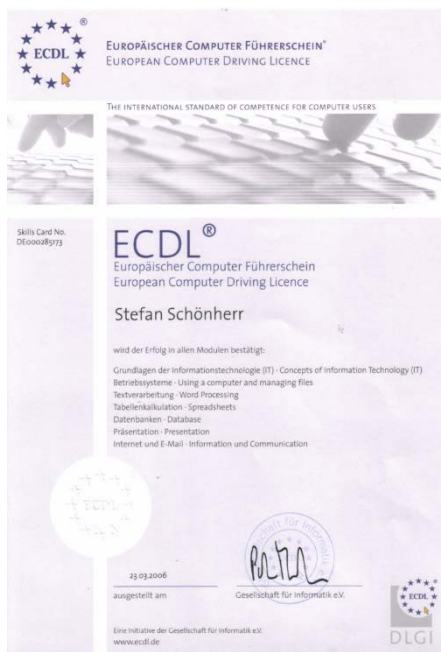 ECDL
®
EUROPÄISCHER COMPUTER FÜHRERSCHEIN®
EUROPEAN COMPUTER DRIVING LICENCE
THE INTERNATIONAL STANDARD OF COMPETENCE FOR COMPUTER USERS
Skills Card No.
DE000285173
ECDL®
Europäischer Computer Führerschein
European Computer Driving Licence
Stefan Schönherr
wird der Erfolg in allen Modulen bestätigt:
Grundlagen der Informationstechnologie (IT) · Concepts of Information Technology (IT)
Betriebssysteme · Using a computer and managing files
Textverarbeitung · Word Processing
Tabellenkalkulation · Spreadsheets
Datenbanken · Database
Präsentation · Presentation
Internet und E-Mail · Information und Communication
ECDL
23.03.2006
ausgestellt am
Gesellschaft für Informatik e.V.
Eine Initiative der Gesellschaft für Informatik e.V.
www.ecdl.de
ECDL
DLGI